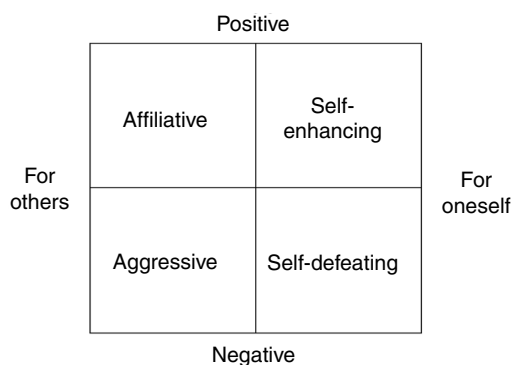 Positive
Affiliative
Self-
enhancing
For
others
For
oneself
Aggressive
Self-defeating
Negative